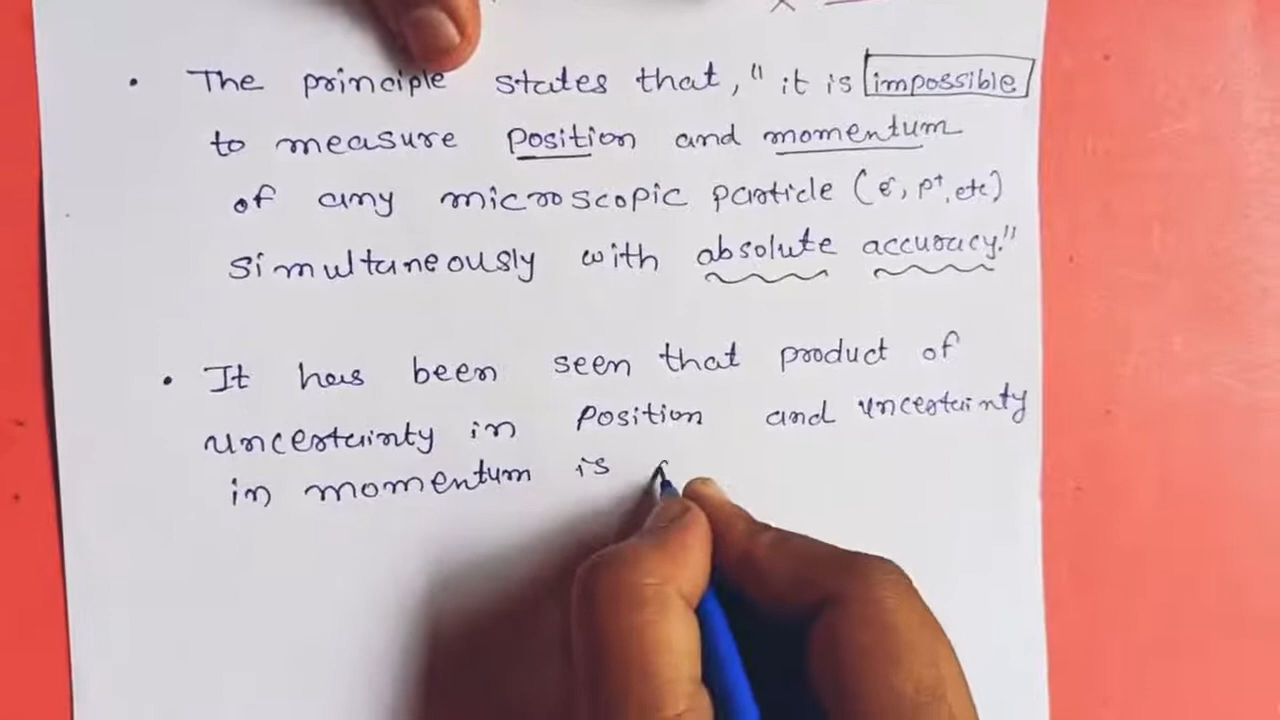 • The principle states that, " it is impossible
to measure position and momentum
of any microscopic particle (e⁻, p⁺, etc)
simultaneously with absolute accuracy."
• It has been seen that product of
uncertainty in position and uncertainty
in momentum is